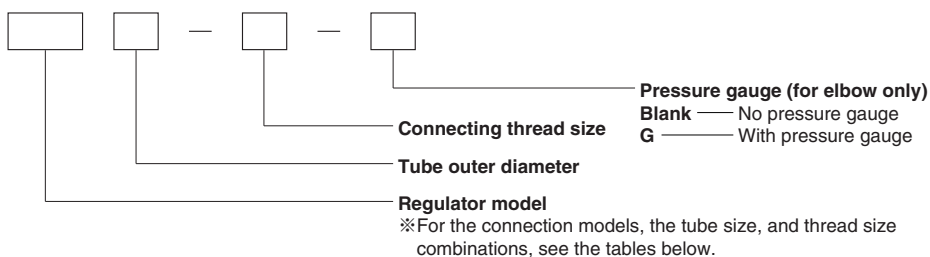 Pressure gauge (for elbow only)
Blank —— No pressure gauge
G ——— With pressure gauge
Connecting thread size
Tube outer diameter
Regulator model
※For the connection models, the tube size, and thread size
combinations, see the tables below.